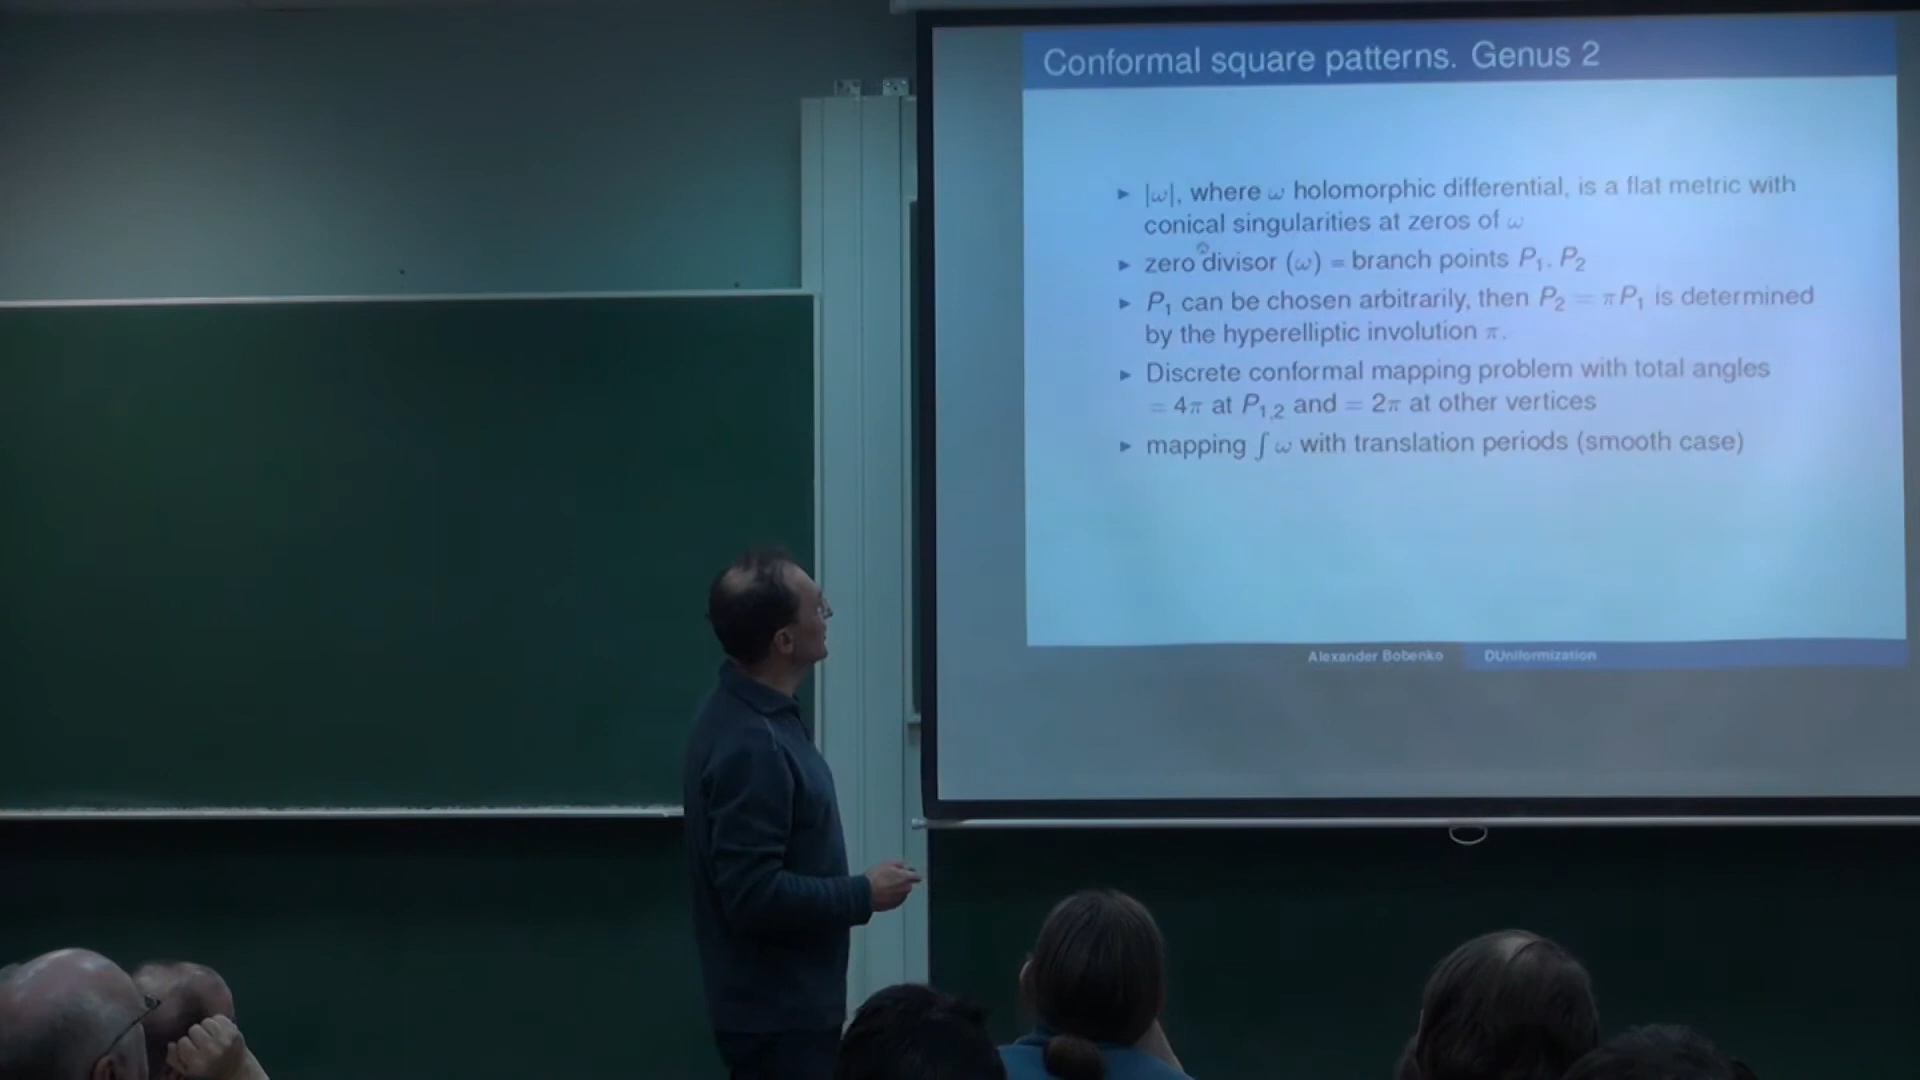 Conformal square patterns. Genus 2
► |ω|, where ω holomorphic differential, is a flat metric with
conical singularities at zeros of ω
► zero divisor (ω) = branch points P₁, P₂
► P₁ can be chosen arbitrarily, then P₂ = πP₁ is determined
by the hyperelliptic involution π.
► Discrete conformal mapping problem with total angles
= 4π at P₁,₂ and = 2π at other vertices
► mapping ∫ ω with translation periods (smooth case)
Alexander Bobenko DUniformization